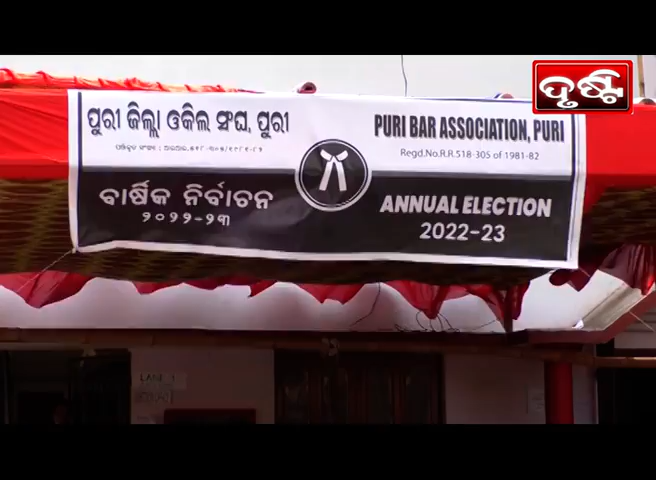 ଦୃଷ୍ଟି
ପୁରୀ ଜିଲ୍ଲା ଓକିଲ ସଂଘ, ପୁରୀ
PURI BAR ASSOCIATION, PURI
Regd.No.R.R.518-305 of 1981-82
ବାର୍ଷିକ ନିର୍ବାଚନ
୨୦୨୨-୨୩
ANNUAL ELECTION
2022-23